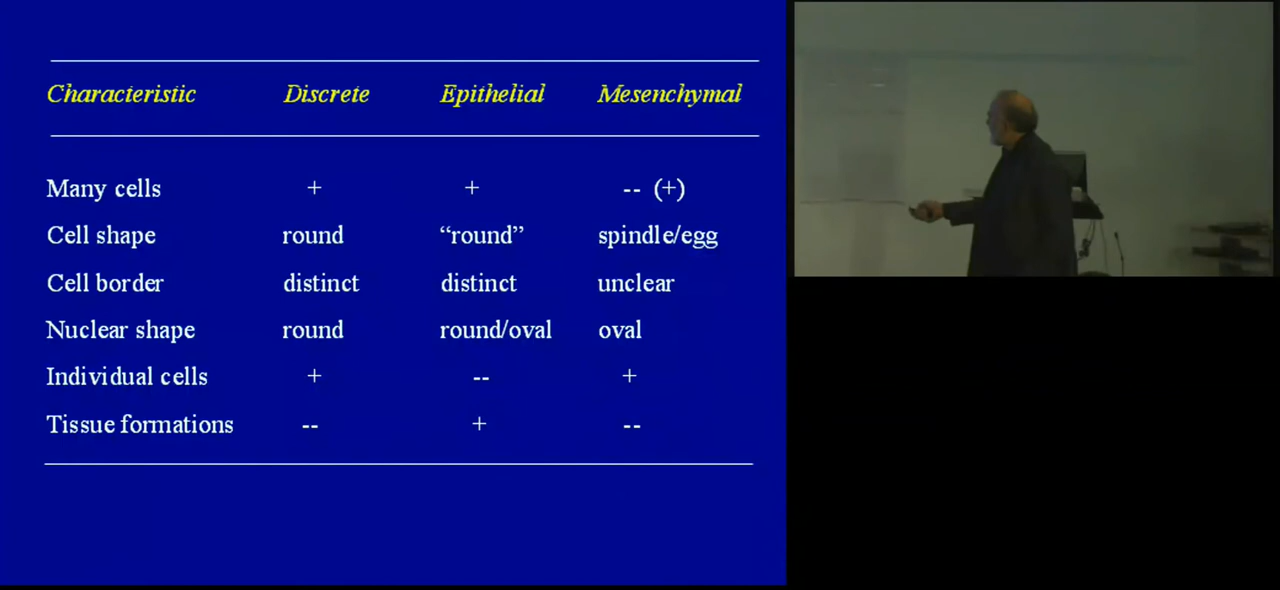 Characteristic Discrete Epithelial Mesenchymal
Many cells + + -- (+)
Cell shape round “round” spindle/egg
Cell border distinct distinct unclear
Nuclear shape round round/oval oval
Individual cells + -- +
Tissue formations -- + --